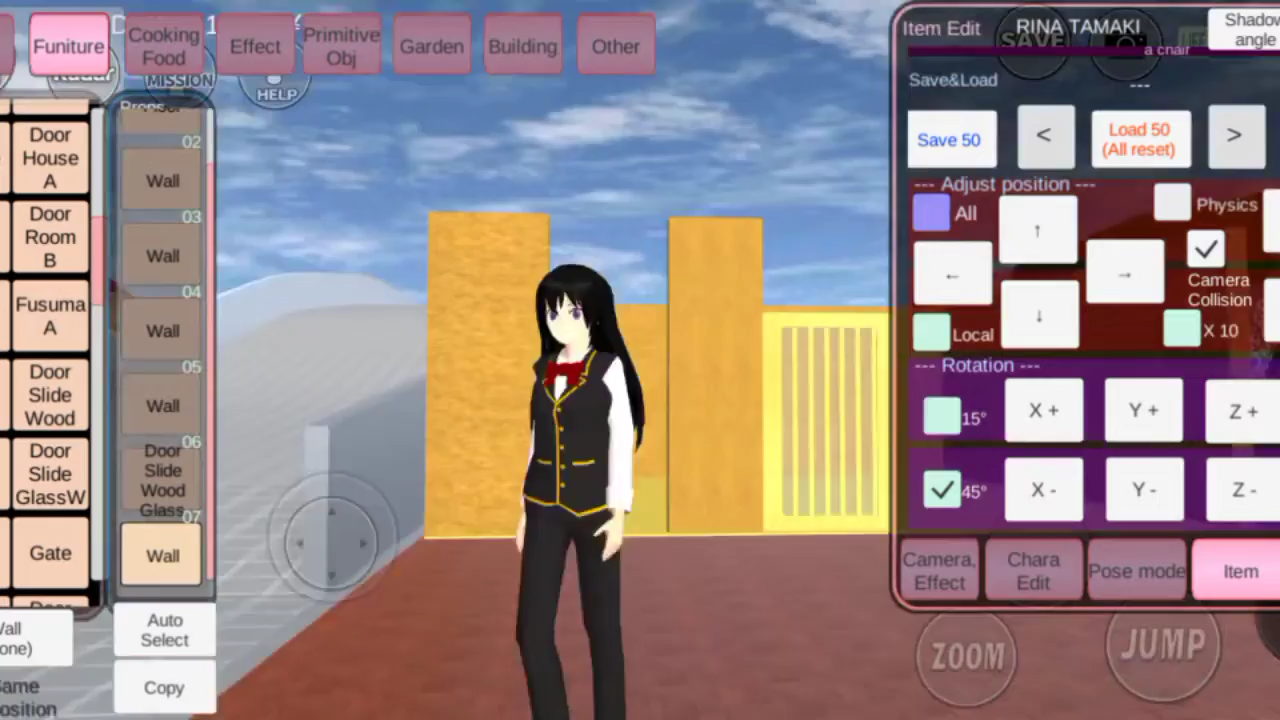 Funiture
Cooking
Food
Effect
Primitive
Obj
Garden
Building
Other
MISSION
HELP
SAVE
Item Edit
RINA TAMAKI
a chair
Shadow
angle
Save&Load
---
Save 50
<
Load 50
(All reset)
>
--- Adjust position ---
All
↑
Physics
←
→
Camera
Collision
Local
↓
X 10
--- Rotation ---
15°
X +
Y +
Z +
45°
X -
Y -
Z -
Camera,
Effect
Chara
Edit
Pose mode
Item
ZOOM
JUMP
Door
House
A
Door
Room
B
Fusuma
A
Door
Slide
Wood
Door
Slide
GlassW
Gate
02
Wall
03
Wall
04
Wall
05
Wall
06
Door
Slide
Wood
Glass
07
Wall
Auto
Select
Copy